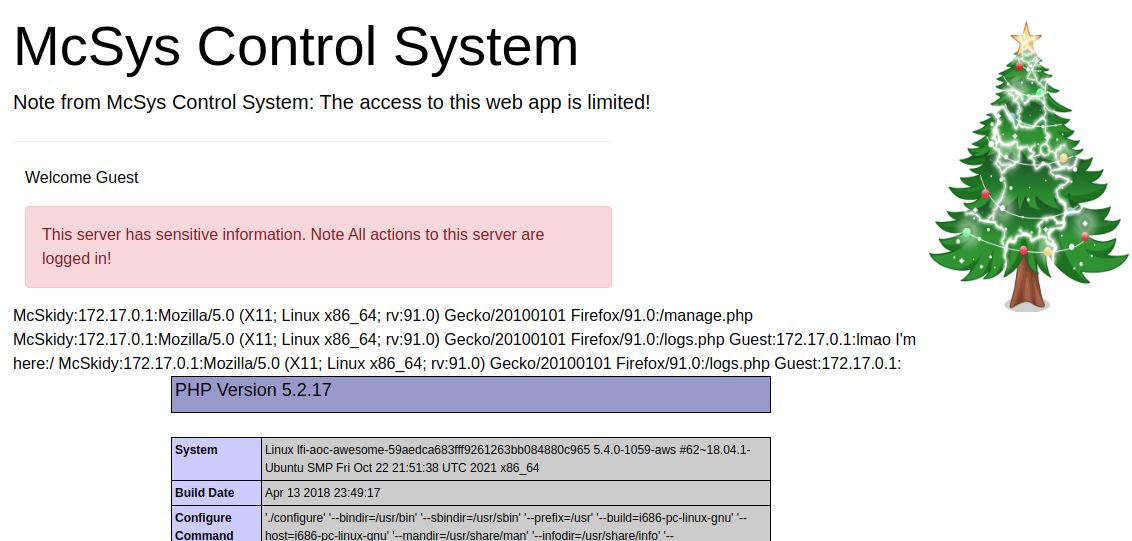 McSys Control System
Note from McSys Control System: The access to this web app is limited!
Welcome Guest
This server has sensitive information. Note All actions to this server are
logged in!
McSkidy:172.17.0.1:Mozilla/5.0 (X11; Linux x86_64; rv:91.0) Gecko/20100101 Firefox/91.0:/manage.php
McSkidy:172.17.0.1:Mozilla/5.0 (X11; Linux x86_64; rv:91.0) Gecko/20100101 Firefox/91.0:/logs.php Guest:172.17.0.1:lmao I'm
here:/ McSkidy:172.17.0.1:Mozilla/5.0 (X11; Linux x86_64; rv:91.0) Gecko/20100101 Firefox/91.0:/logs.php Guest:172.17.0.1:
PHP Version 5.2.17
System Linux lfi-aoc-awesome-59aedca683fff9261263bb084880c965 5.4.0-1059-aws #62~18.04.1-
Ubuntu SMP Fri Oct 22 21:51:38 UTC 2021 x86_64
Build Date Apr 13 2018 23:49:17
Configure './configure' '--bindir=/usr/bin' '--sbindir=/usr/sbin' '--prefix=/usr' '--build=i686-pc-linux-gnu' '--
Command host=i686-pc-linux-gnu' '--mandir=/usr/share/man' '--infodir=/usr/share/info' '--